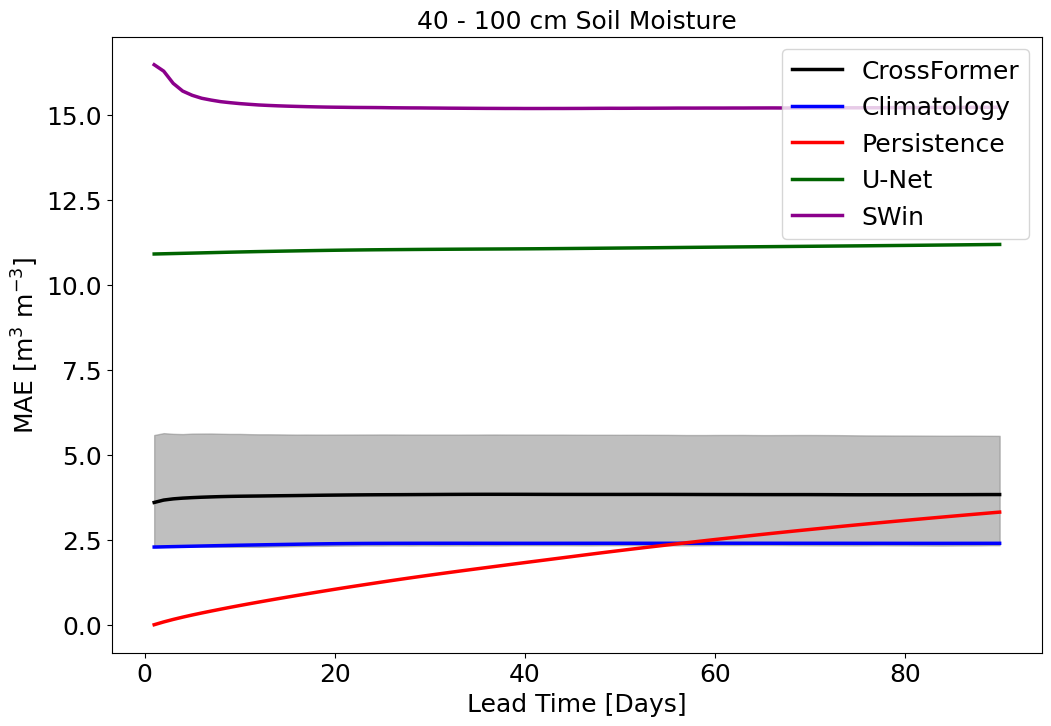 40 - 100 cm Soil Moisture
CrossFormer
Climatology
Persistence
U-Net
SWin
15.0
12.5
10.0
7.5
5.0
2.5
0.0
MAE [m³ m⁻³]
0 20 40 60 80
Lead Time [Days]